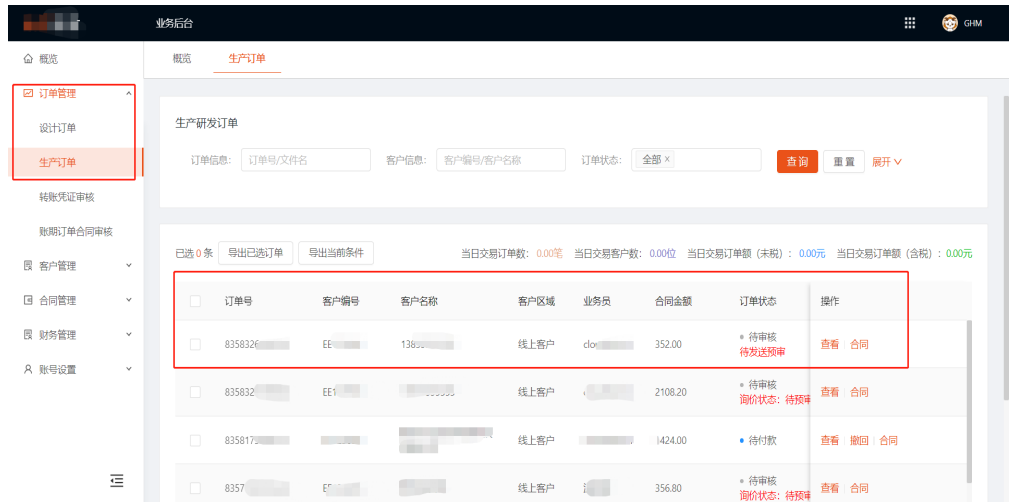 业务后台
GHM
概览
订单管理
设计订单
生产订单
转账凭证审核
账期订单合同审核
客户管理
合同管理
财务管理
账号设置
概览 生产订单
生产研发订单
订单信息: 订单号/文件名 客户信息: 客户编号/客户名称 订单状态: 全部 × 查询 重置 展开
已选 0 条 导出已选订单 导出当前条件 当日交易订单数: 0.00笔 当日交易客户数: 0.00位 当日交易订单额（未税）: 0.00元 当日交易订单额（含税）: 0.00元
订单号 客户编号 客户名称 客户区域 业务员 合同金额 订单状态 操作
8358326 EE 线上客户 352.00 待审核 查看 合同
待发送预审
835832 EE1 线上客户 2108.20 待审核 查看 合同
询价状态: 待预审
835817 线上客户 1424.00 待付款 查看 撤回 合同
8357 线上客户 356.80 待审核 查看 合同
询价状态: 待预审